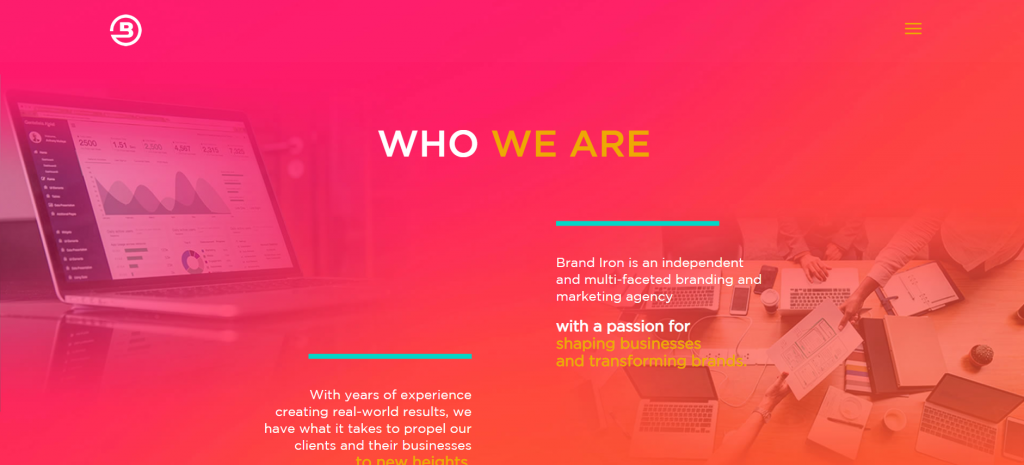 B
WHO WE ARE
Brand Iron is an independent
and multi-faceted branding and
marketing agency
with a passion for
shaping businesses
and transforming brands.
With years of experience
creating real-world results, we
have what it takes to propel our
clients and their businesses
to new heights.